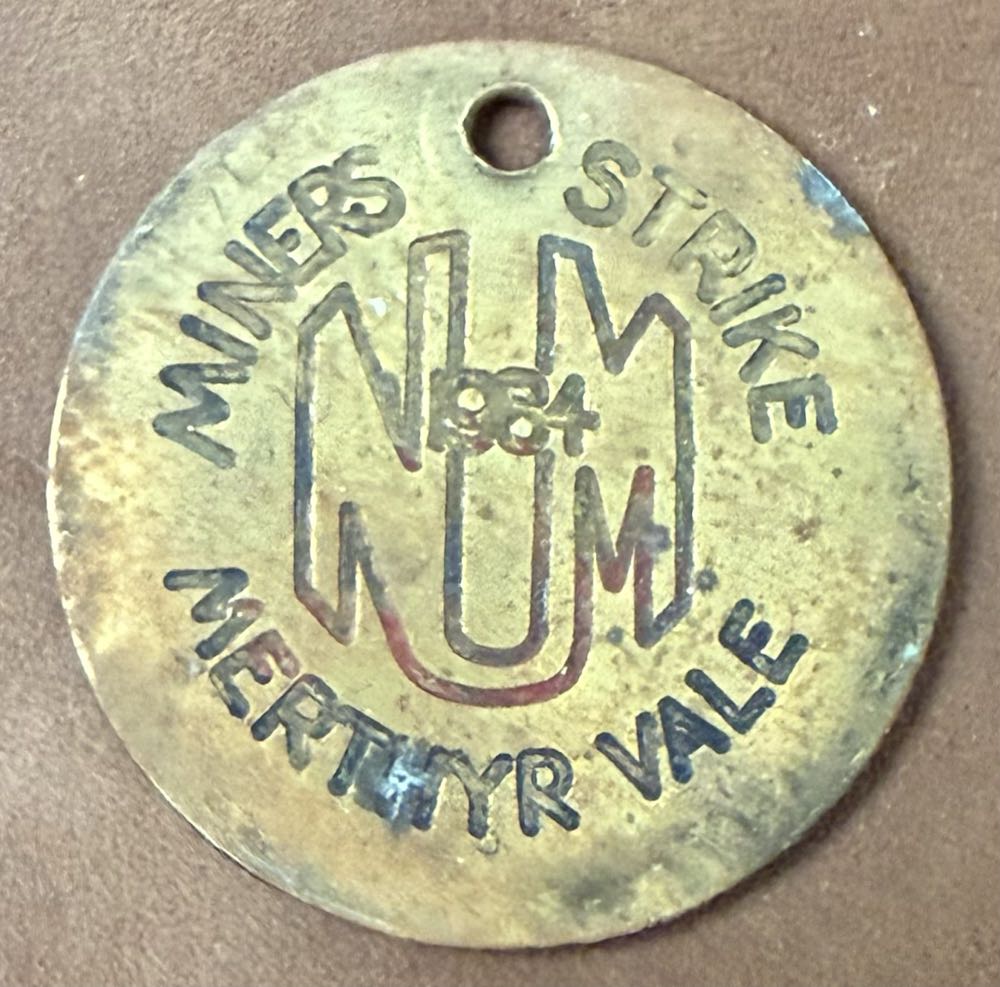 MINERS STRIKE
NUM
1984
MERTHYR VALE